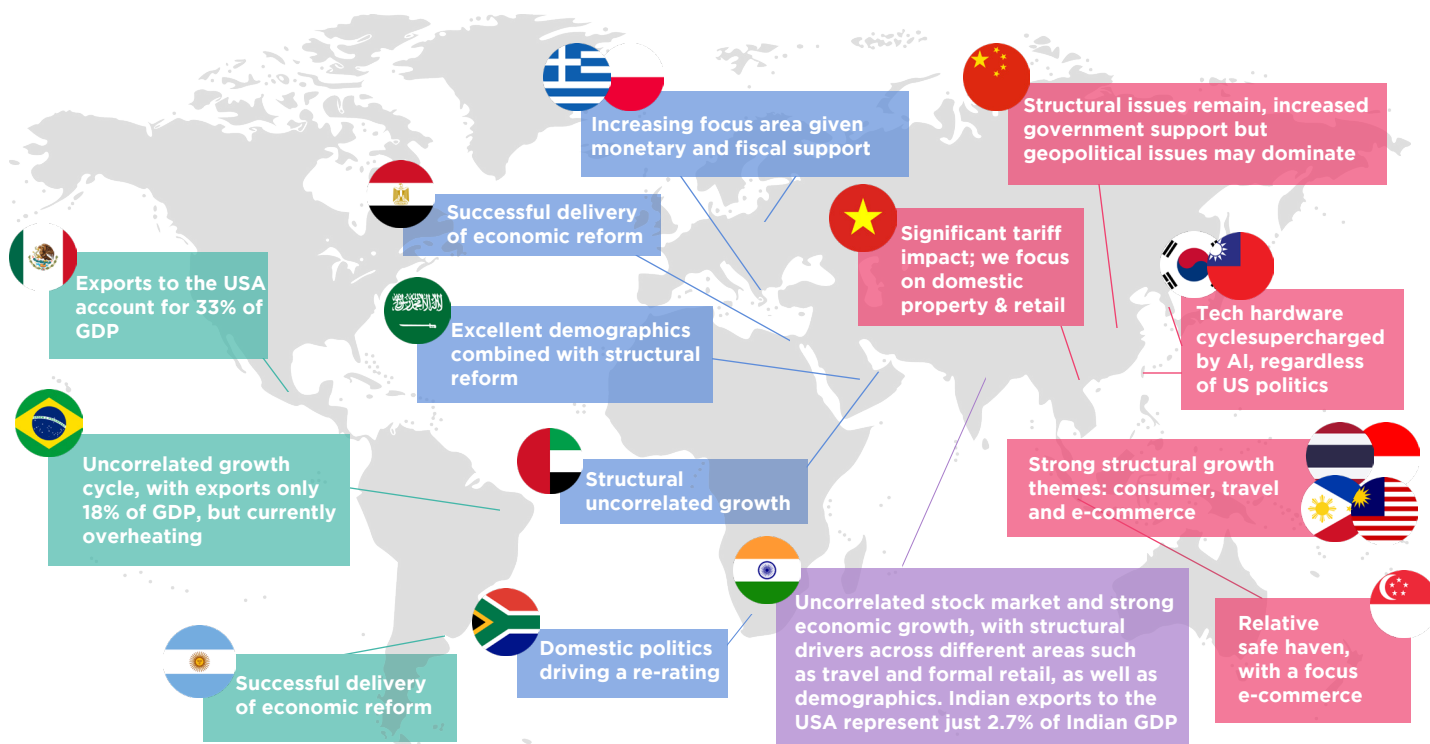 Increasing focus area given
monetary and fiscal support
Structural issues remain, increased
government support but
geopolitical issues may dominate
Successful delivery
of economic reform
Significant tariff
impact; we focus
on domestic
property & retail
Exports to the USA
account for 33% of
GDP
Excellent demographics
combined with structural
reform
Tech hardware
cyclesupercharged
by AI, regardless
of US politics
Uncorrelated growth
cycle, with exports only
18% of GDP, but currently
overheating
Structural
uncorrelated growth
Strong structural growth
themes: consumer, travel
and e-commerce
Uncorrelated stock market and strong
economic growth, with structural
drivers across different areas such
as travel and formal retail, as well as
demographics. Indian exports to the
USA represent just 2.7% of Indian GDP
Relative
safe haven,
with a focus
e-commerce
Domestic politics
driving a re-rating
Successful delivery
of economic reform